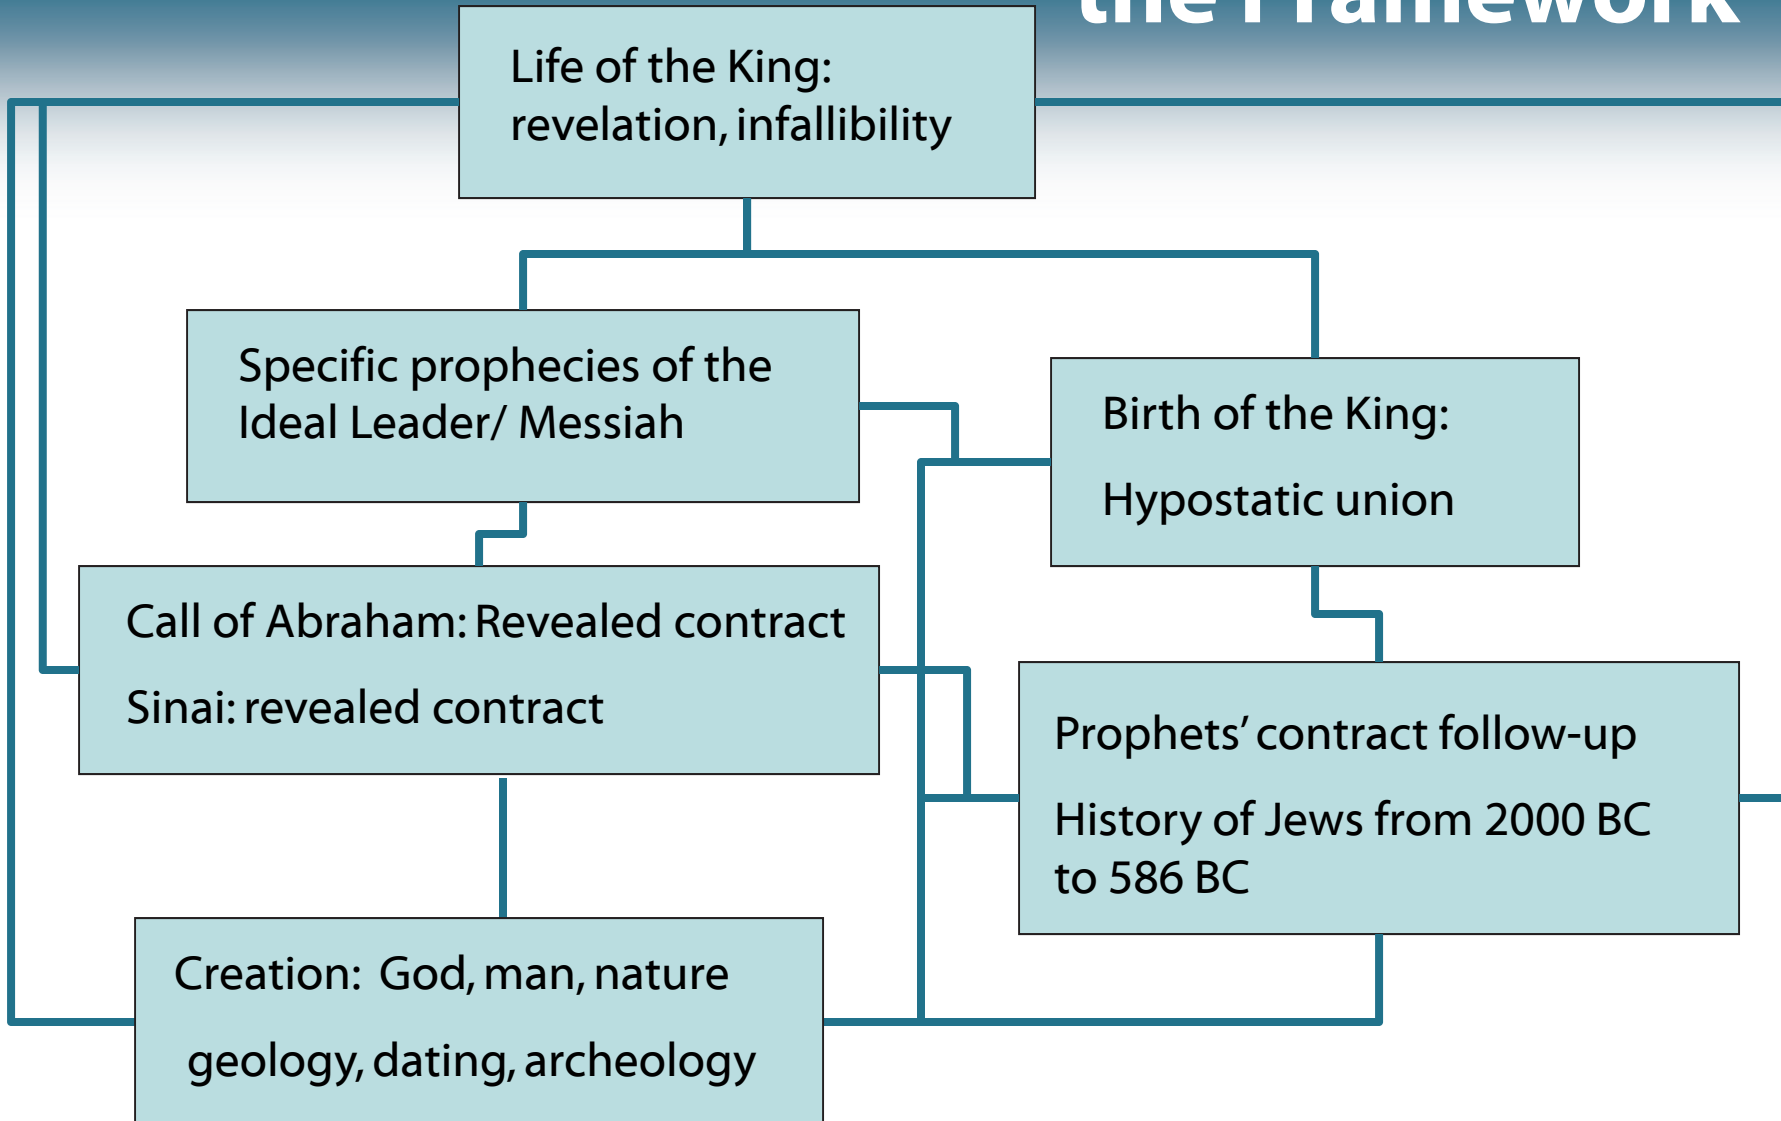 the Framework
Life of the King:
revelation, infallibility
Specific prophecies of the
Ideal Leader/ Messiah
Birth of the King:
Hypostatic union
Call of Abraham: Revealed contract
Sinai: revealed contract
Prophets’ contract follow-up
History of Jews from 2000 BC
to 586 BC
Creation:  God, man, nature
geology, dating, archeology